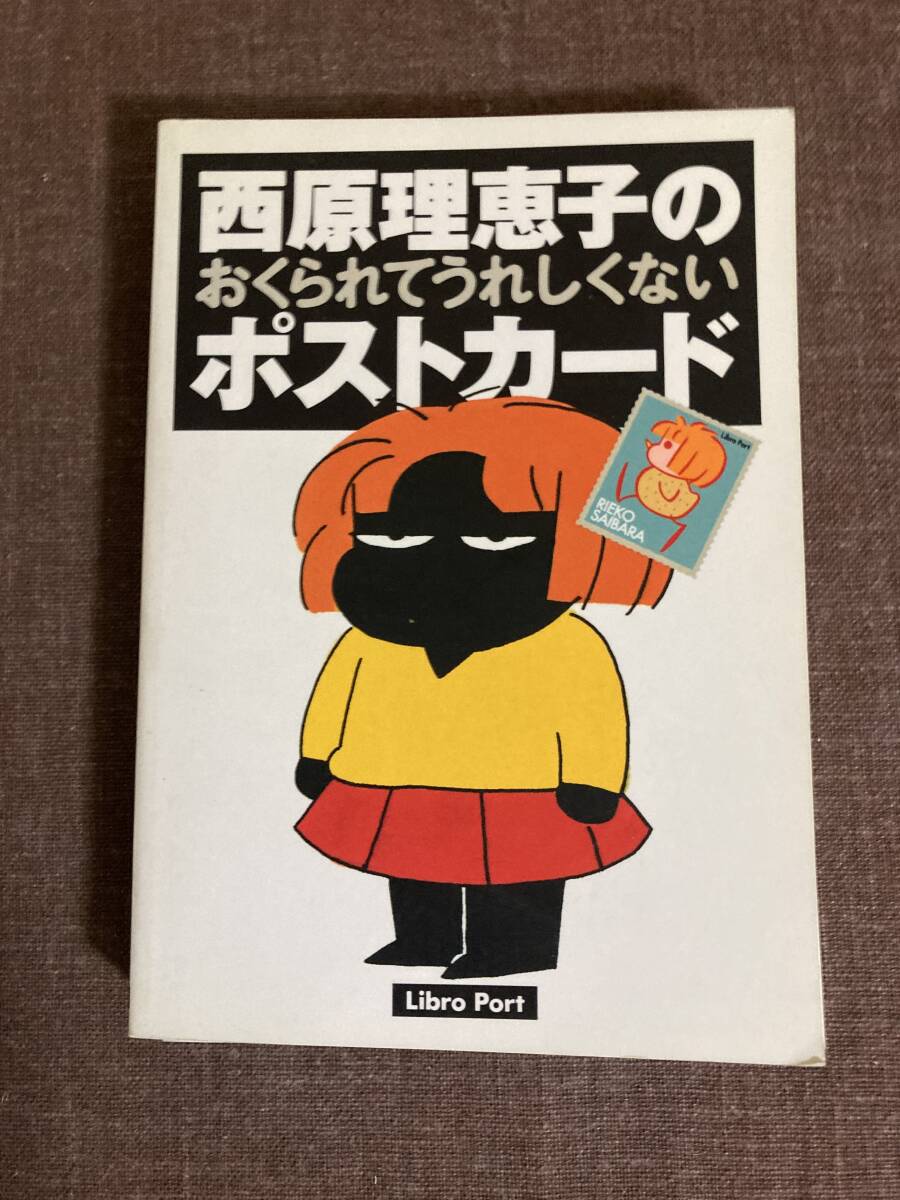 西原理恵子の
おくられてうれしくない
ポストカード
Libro Port
RIEKO
SAIBARA
Libro Port